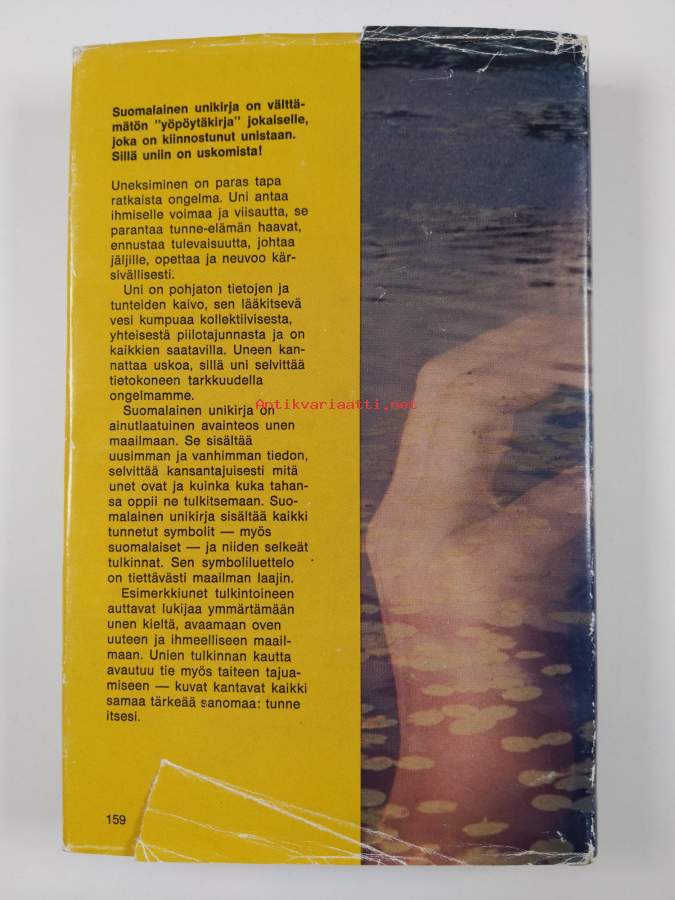 Suomalainen unikirja on välttä-
mätön "yöpöytäkirja" jokaiselle,
joka on kiinnostunut unistaan.
Sillä uniin on uskomista!
Uneksiminen on paras tapa
ratkaista ongelma. Uni antaa
ihmiselle voimaa ja viisautta, se
parantaa tunne-elämän haavat,
ennustaa tulevaisuutta, johtaa
jäljille, opettaa ja neuvoo kär-
sivällisesti.
Uni on pohjaton tietojen ja
tunteiden kaivo, sen lääkitsevä
vesi kumpuaa kollektiivisesta,
yhteisestä piilotajunnasta ja on
kaikkien saatavilla. Uneen kan-
nattaa uskoa, sillä uni selvittää
tietokoneen tarkkuudella
ongelmamme.
Antikvariaatti.net
Suomalainen unikirja on
ainutlaatuinen avainteos unen
maailmaan. Se sisältää
uusimman ja vanhimman tiedon,
selvittää kansantajuisesti mitä
unet ovat ja kuinka kuka tahan-
sa oppii ne tulkitsemaan. Suo-
malainen unikirja sisältää kaikki
tunnetut symbolit — myös
suomalaiset — ja niiden selkeät
tulkinnat. Sen symboliluettelo
on tiettävästi maailman laajin.
Esimerkkiunet tulkintoineen
auttavat lukijaa ymmärtämään
unen kieltä, avaamaan oven
uuteen ja ihmeelliseen maail-
maan. Unien tulkinnan kautta
avautuu tie myös taiteen tajua-
miseen — kuvat kantavat kaikki
samaa tärkeää sanomaa: tunne
itsesi.
159